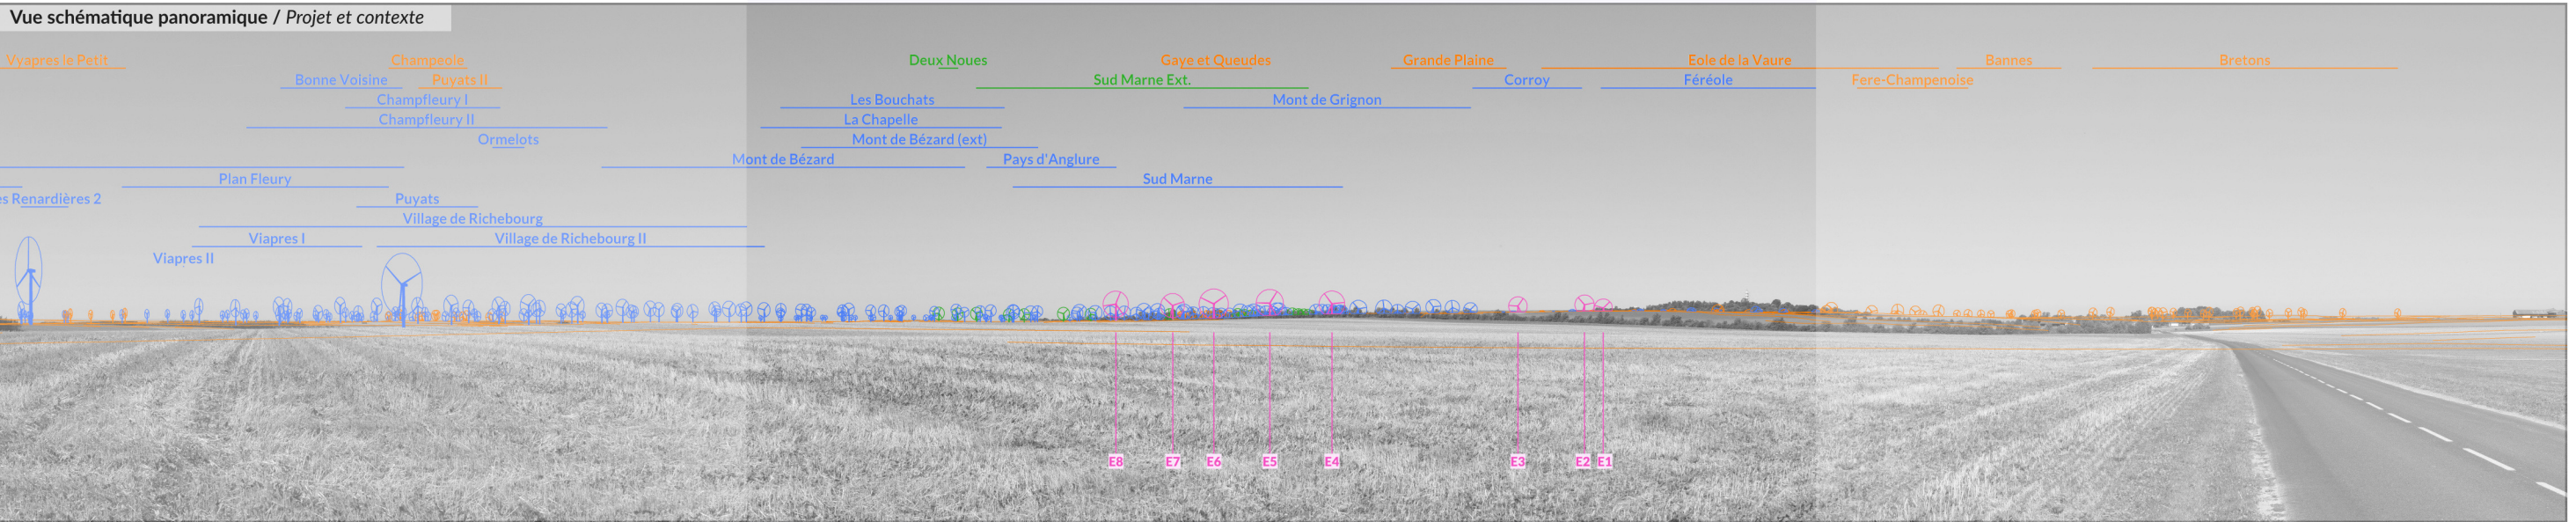 Vue schématique panoramique / Projet et contexte
Vyapres le Petit
Champeole
Deux Noues
Gaye et Queudes
Grande Plaine
Eole de la Vaure
Bannes
Bretons
Bonne Voisine
Puyats II
Sud Marne Ext.
Corroy
Féréole
Fere-Champenoise
Champfleury I
Les Bouchats
Mont de Grignon
Champfleury II
La Chapelle
Ormelots
Mont de Bézard (ext)
Mont de Bézard
Pays d'Anglure
Plan Fleury
Sud Marne
es Renardières 2
Puyats
Village de Richebourg
Viapres I
Village de Richebourg II
Viapres II
E8
E7
E6
E5
E4
E3
E2
E1